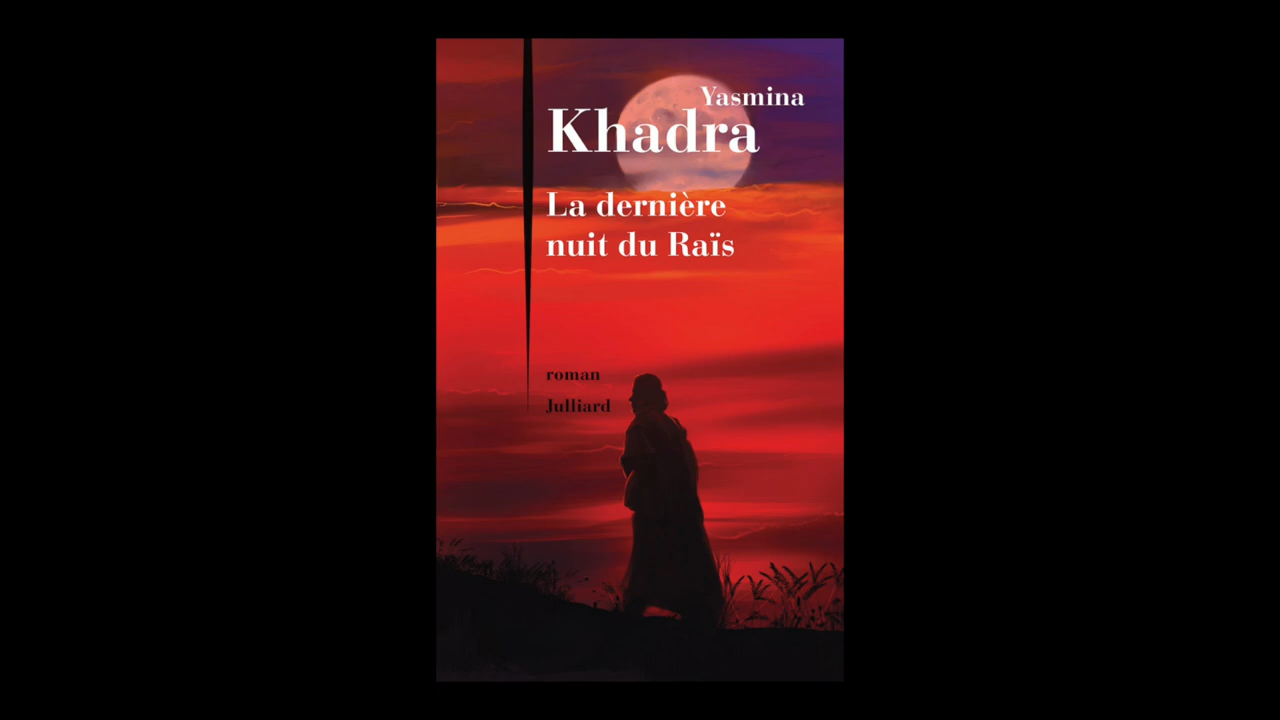 Yasmina
Khadra
La dernière
nuit du Raïs
roman
Julliard